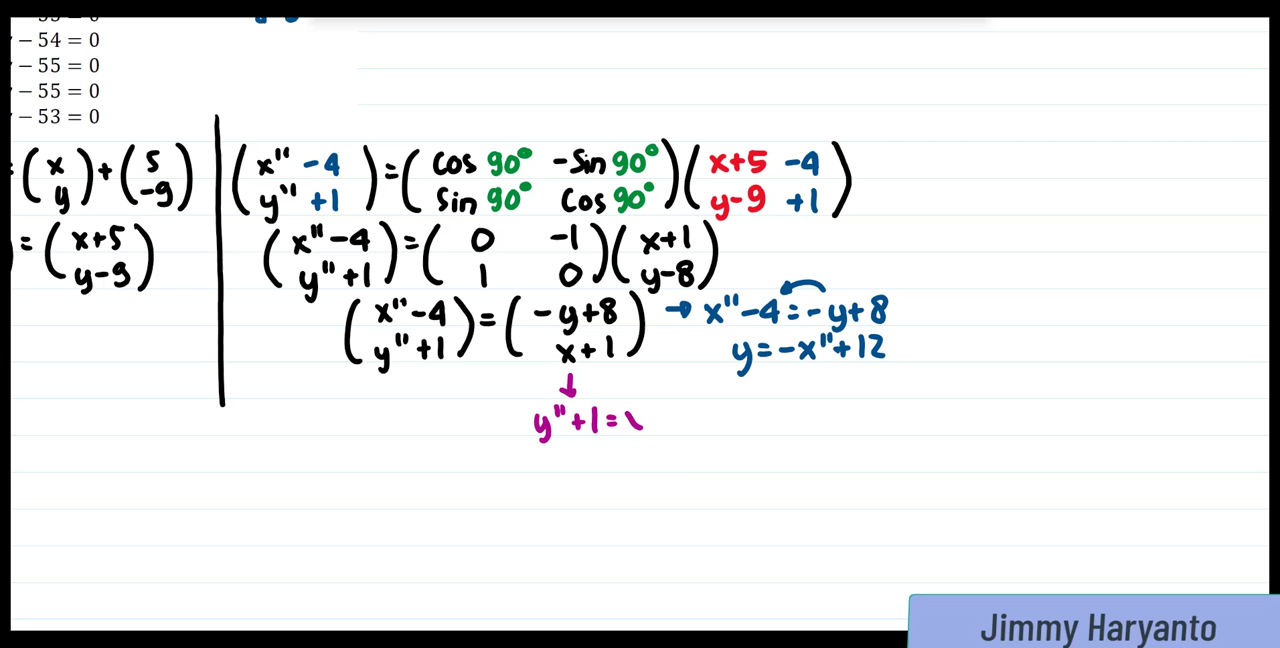 − 54 = 0
− 55 = 0
− 55 = 0
− 53 = 0
= (x y) + (5 -9)
= (x+5 y-9)
(x'' -4 y'' +1) = (cos 90° -sin 90° sin 90° cos 90°) (x+5 -4 y-9 +1)
(x''-4 y''+1) = (0 -1 1 0) (x+1 y-8)
(x''-4 y''+1) = (-y+8 x+1) → x''-4=-y+8
y=-x''+12
↓
y''+1=
Jimmy Haryanto